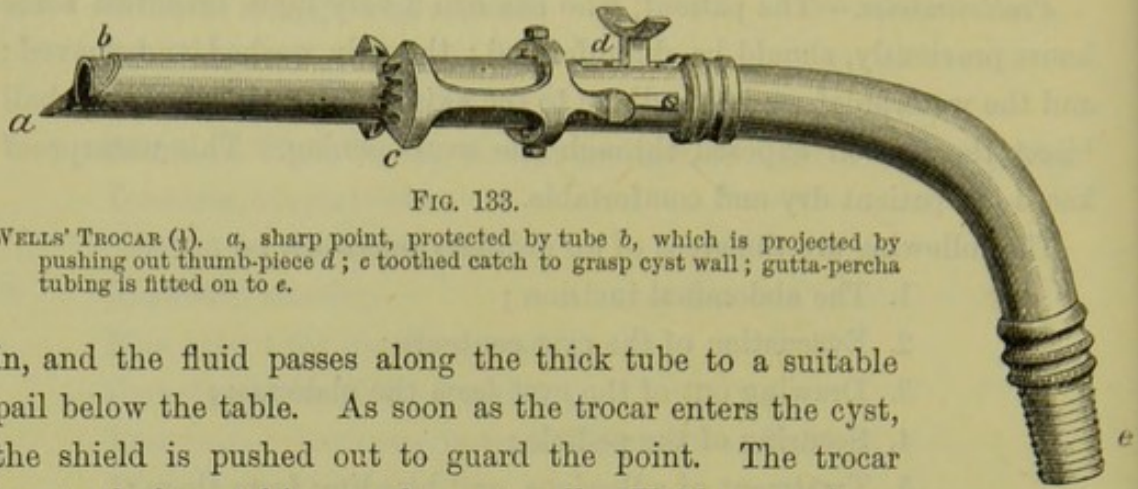 b
d
a
c
FIG. 133.
WELLS' TROCAR (½). a, sharp point, protected by tube b, which is projected by
pushing out thumb-piece d ; c toothed catch to grasp cyst wall ; gutta-percha
tubing is fitted on to e.
in, and the fluid passes along the thick tube to a suitable
pail below the table. As soon as the trocar enters the cyst,
the shield is pushed out to guard the point. The trocar
e